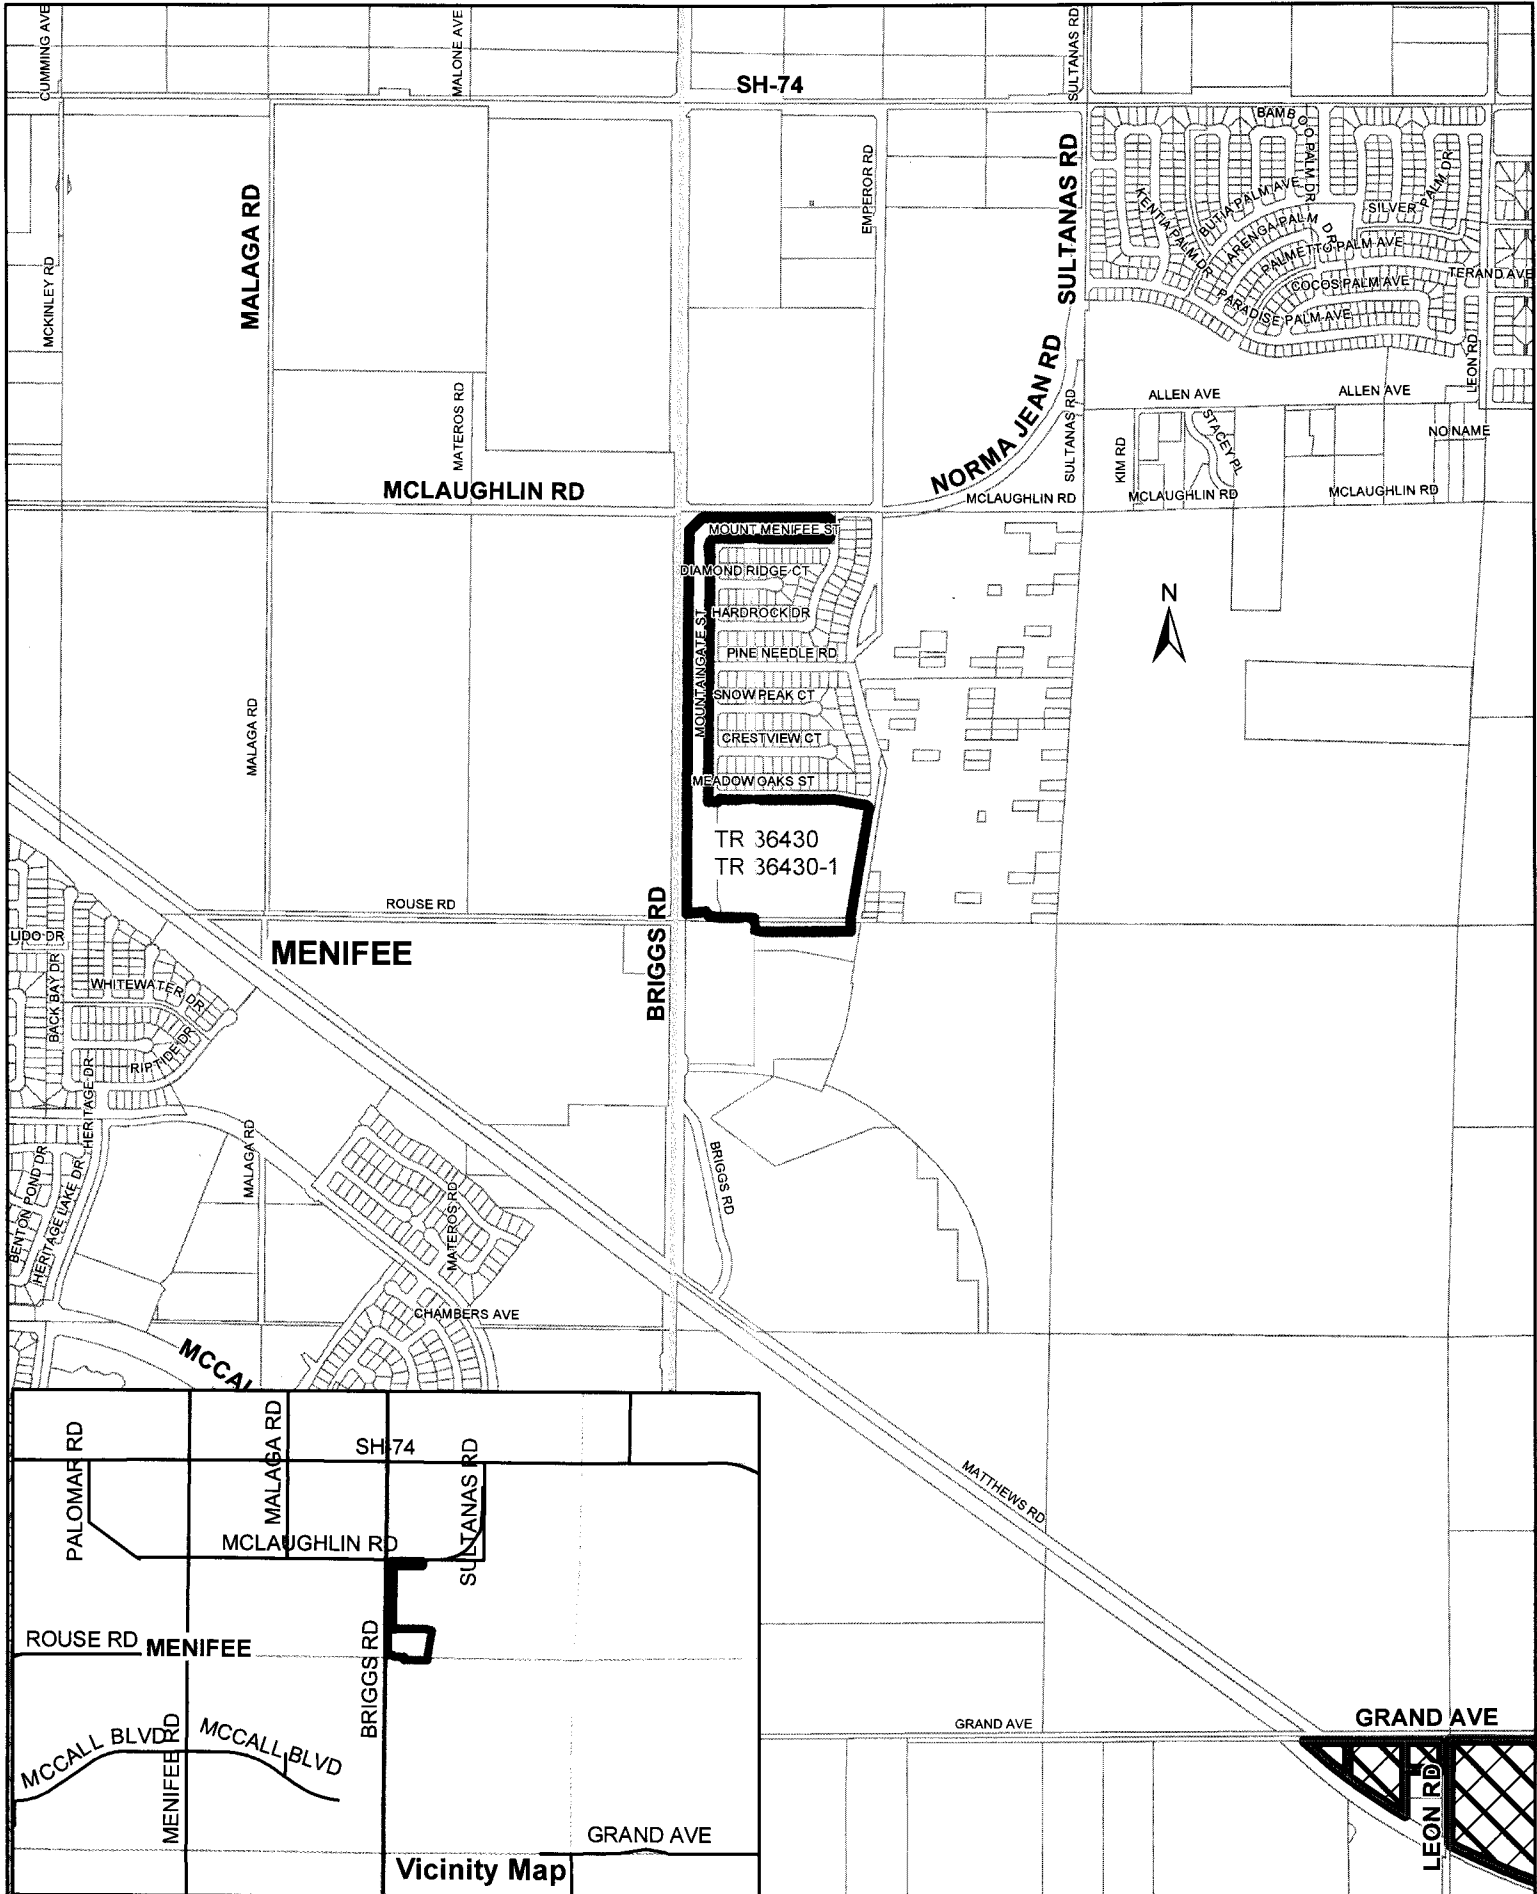 CUMMING AVE
MALONE AVE
SULTANAS RD
SH-74
MALAGA RD
MCKINLEY RD
EMPEROR RD
SULTANAS RD
BAMBOO PALM DR
KENTIA PALM DR
BUTIA PALM AVE
ARENGA PALM DR
SILVER PALM DR
PALMETTO PALM AVE
COCOS PALM AVE
TERAND AVE
PARADISE PALM AVE
LEON RD
MATEROS RD
NORMA JEAN RD
SULTANAS RD
ALLEN AVE
ALLEN AVE
STACEY PL
KIM RD
NO NAME
MCLAUGHLIN RD
MCLAUGHLIN RD
MCLAUGHLIN RD
MCLAUGHLIN RD
MOUNT MENIFEE ST
DIAMOND RIDGE CT
HARDROCK DR
MOUNTAINGATE ST
PINE NEEDLE RD
SNOW PEAK CT
CRESTVIEW CT
MEADOW OAKS ST
N
MALAGA RD
TR 36430
TR 36430-1
ROUSE RD
BRIGGS RD
MENIFEE
LIDO DR
BACK BAY DR
WHITEWATER DR
RIPTIDE DR
HERITAGE DR
MALAGA RD
BENTON POND DR
HERITAGE LAKE DR
MATEROS RD
BRIGGS RD
CHAMBERS AVE
MCCAL
MATTHEWS RD
GRAND AVE
GRAND AVE
LEON RD
PALOMAR RD
MALAGA RD
SH-74
SULTANAS RD
MCLAUGHLIN RD
ROUSE RD
MENIFEE
BRIGGS RD
MCCALL BLVD
MENIFEE RD
MCCALL BLVD
GRAND AVE
Vicinity Map